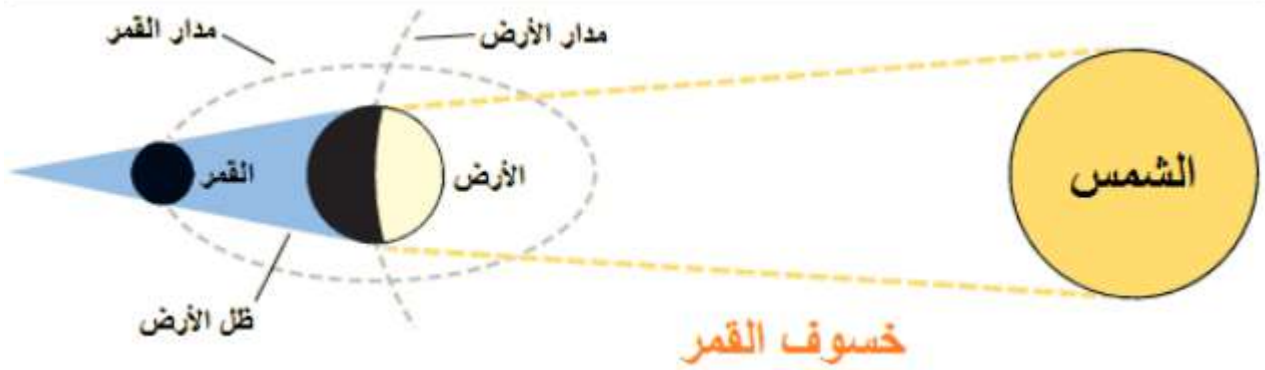 مدار الأرض
مدار القمر
الشمس
الأرض
القمر
ظل الأرض
خسوف القمر